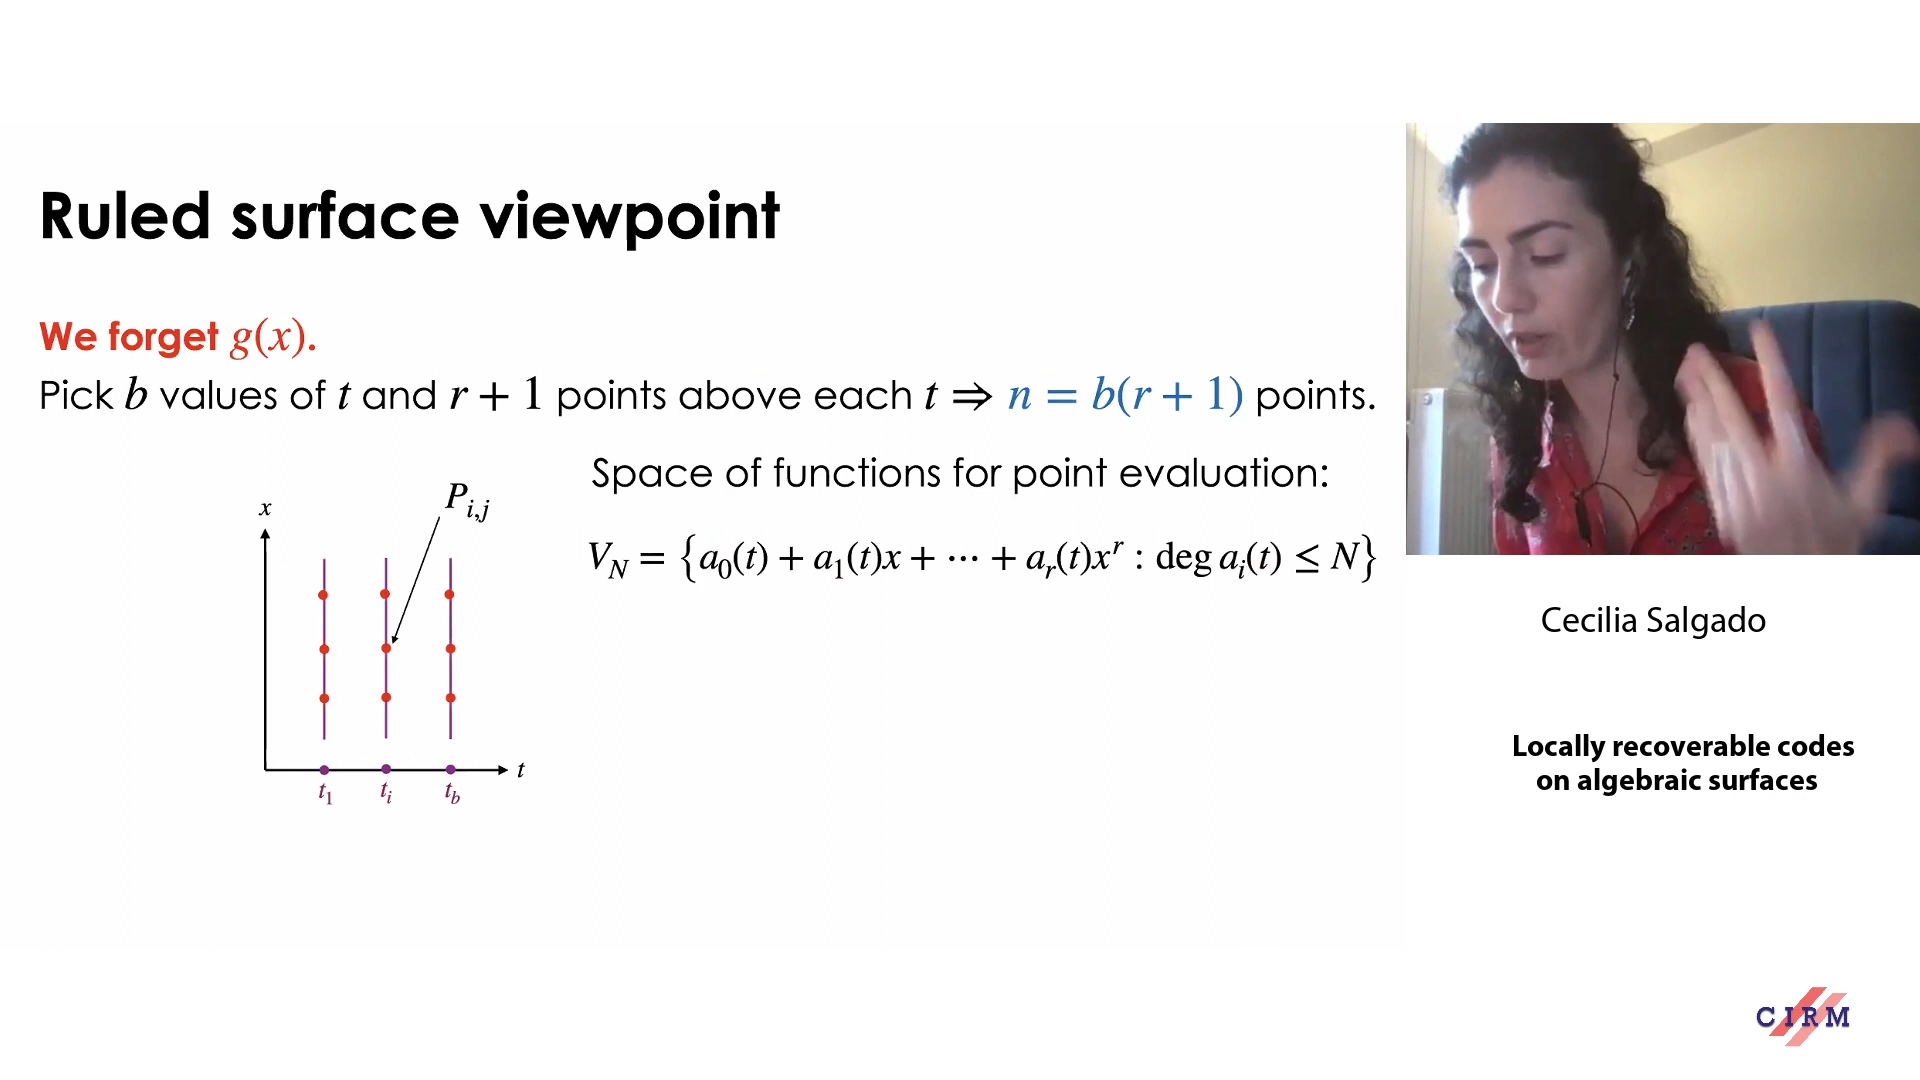 Ruled surface viewpoint
We forget g(x).
Pick b values of t and r + 1 points above each t ⇒ n = b(r + 1) points.
Space of functions for point evaluation:
V_N = {a_0(t) + a_1(t)x + ⋯ + a_r(t)x^r : deg a_i(t) ≤ N}
P_{i,j}
x
t
t_1 t_i t_b
Cecilia Salgado
Locally recoverable codes
on algebraic surfaces
CIRM